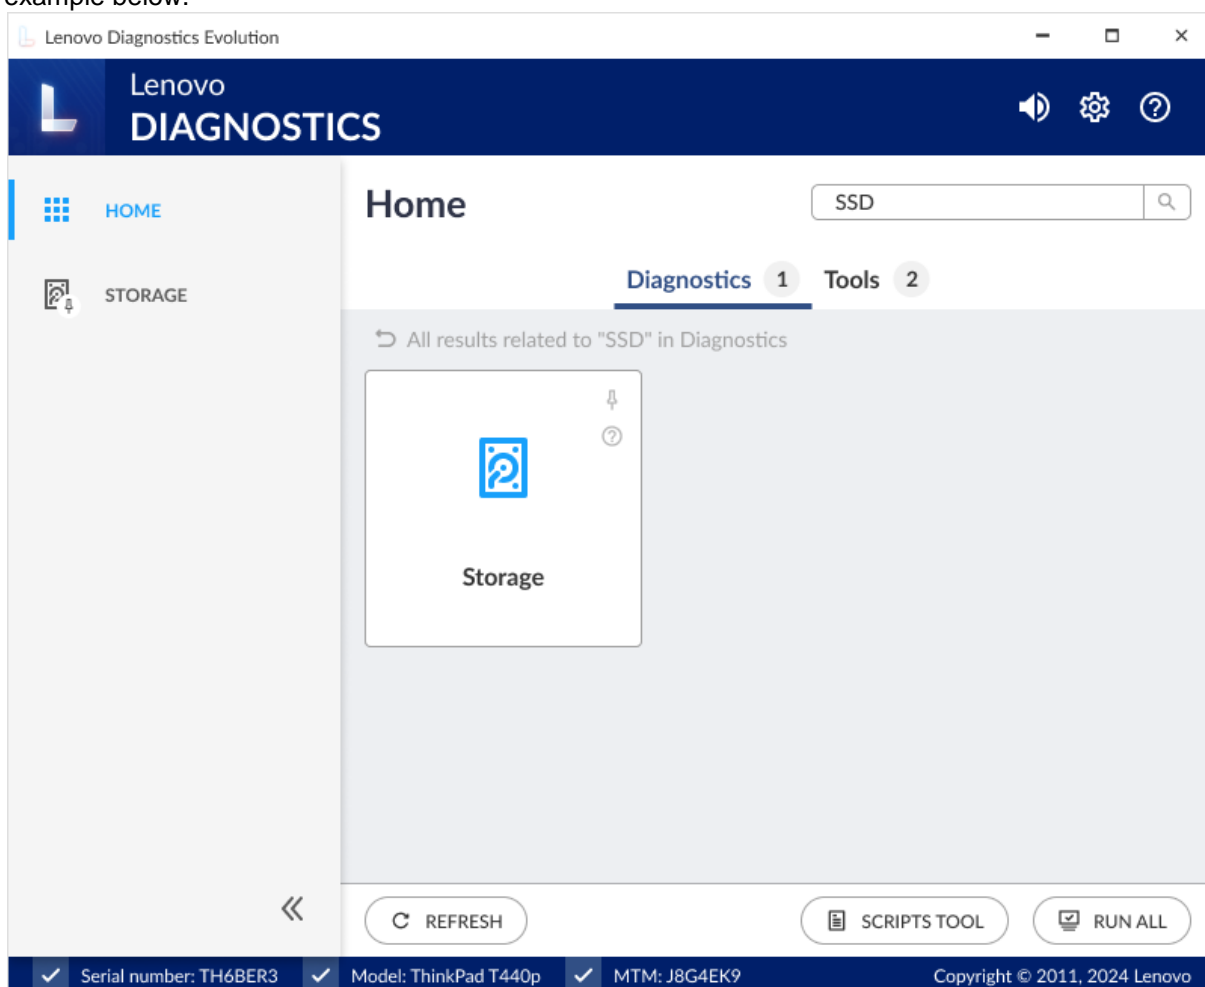 example below.
Lenovo Diagnostics Evolution
Lenovo
DIAGNOSTICS
HOME
STORAGE
Home
SSD
Diagnostics 1 Tools 2
All results related to "SSD" in Diagnostics
Storage
REFRESH
SCRIPTS TOOL
RUN ALL
Serial number: TH6BER3 Model: ThinkPad T440p MTM: J8G4EK9 Copyright © 2011, 2024 Lenovo